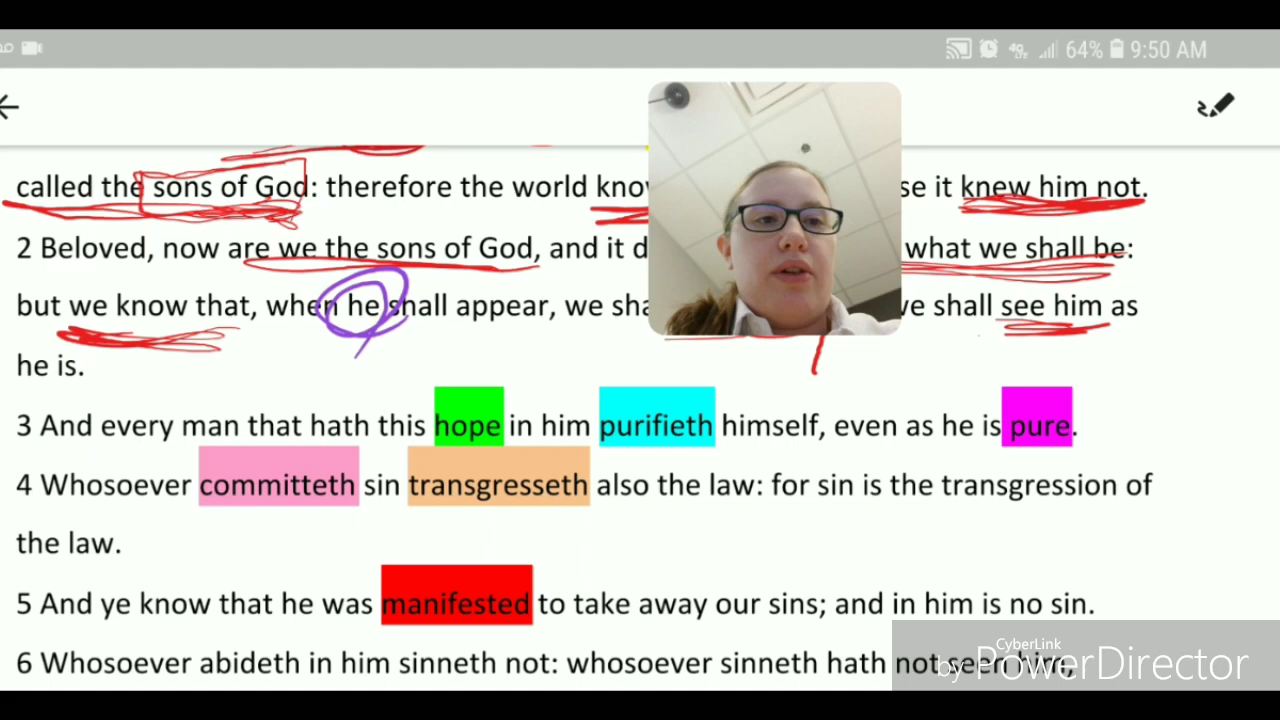 64% 9:50 AM
called the sons of God: therefore the world it knew him not.
2 Beloved, now are we the sons of God, and it what we shall be:
but we know that, when he shall appear, we shall see him as
he is.
3 And every man that hath this hope in him purifieth himself, even as he is pure.
4 Whosoever committeth sin transgresseth also the law: for sin is the transgression of
the law.
5 And ye know that he was manifested to take away our sins; and in him is no sin.
6 Whosoever abideth in him sinneth not: whosoever sinneth hath not seen him,
CyberLink
by PowerDirector